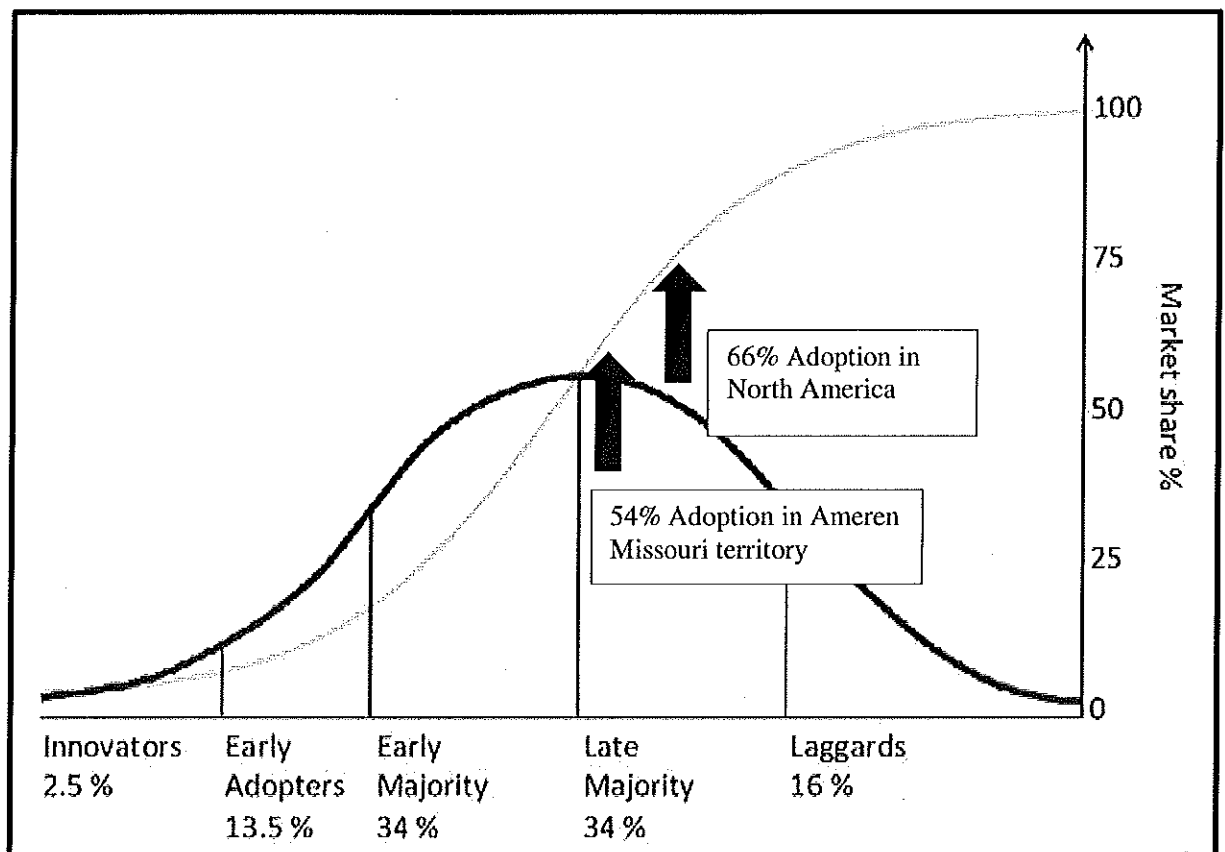 100
75
50
25
0
Market share %
66% Adoption in
North America
54% Adoption in Ameren
Missouri territory
Innovators
2.5 %
Early
Adopters
13.5 %
Early
Majority
34 %
Late
Majority
34 %
Laggards
16 %